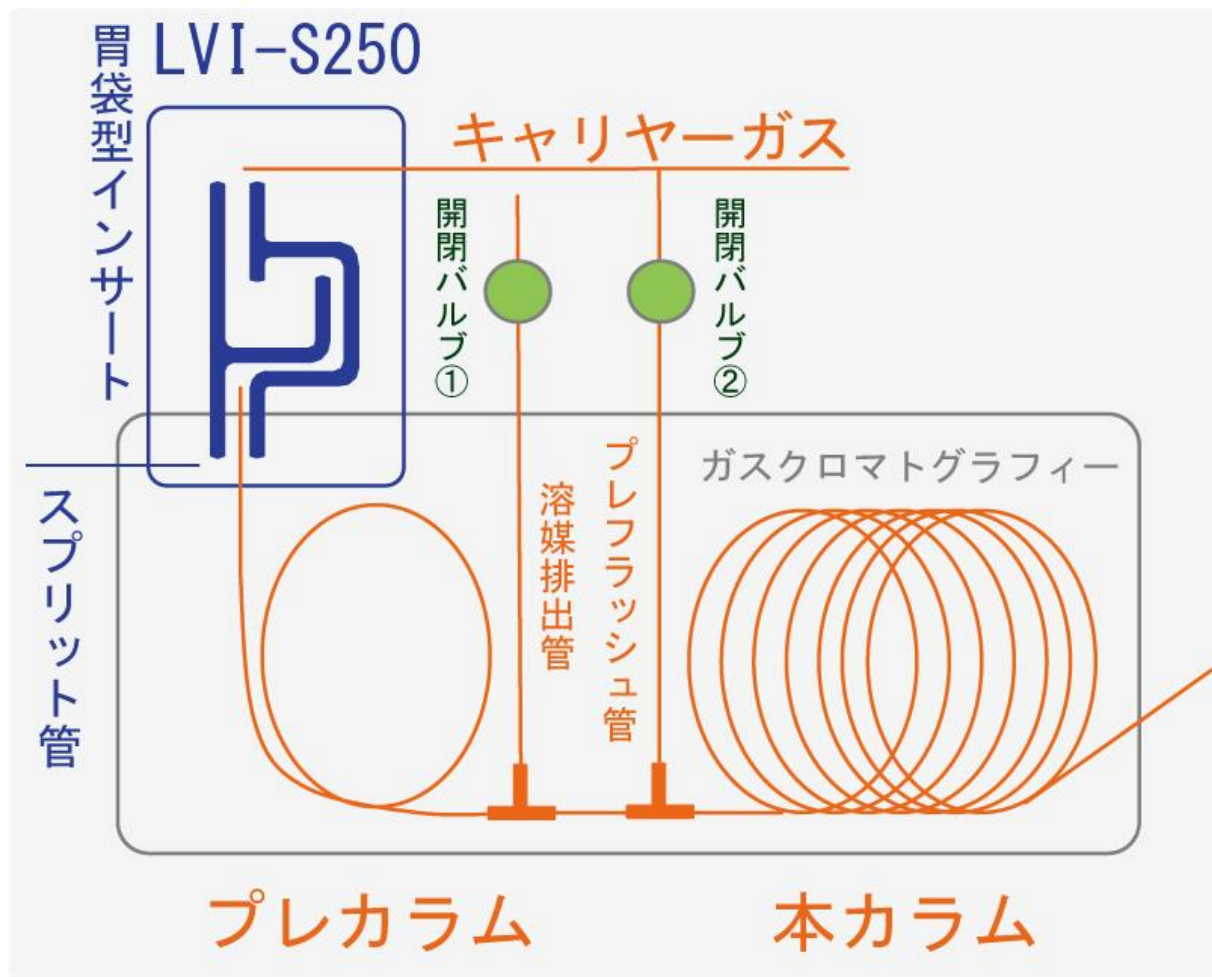 胃袋型インサート
LVI-S250
キャリヤーガス
開閉バルブ①
開閉バルブ②
ガスクロマトグラフィー
スプリット管
溶媒排出管
プレフラッシュ管
プレカラム
本カラム